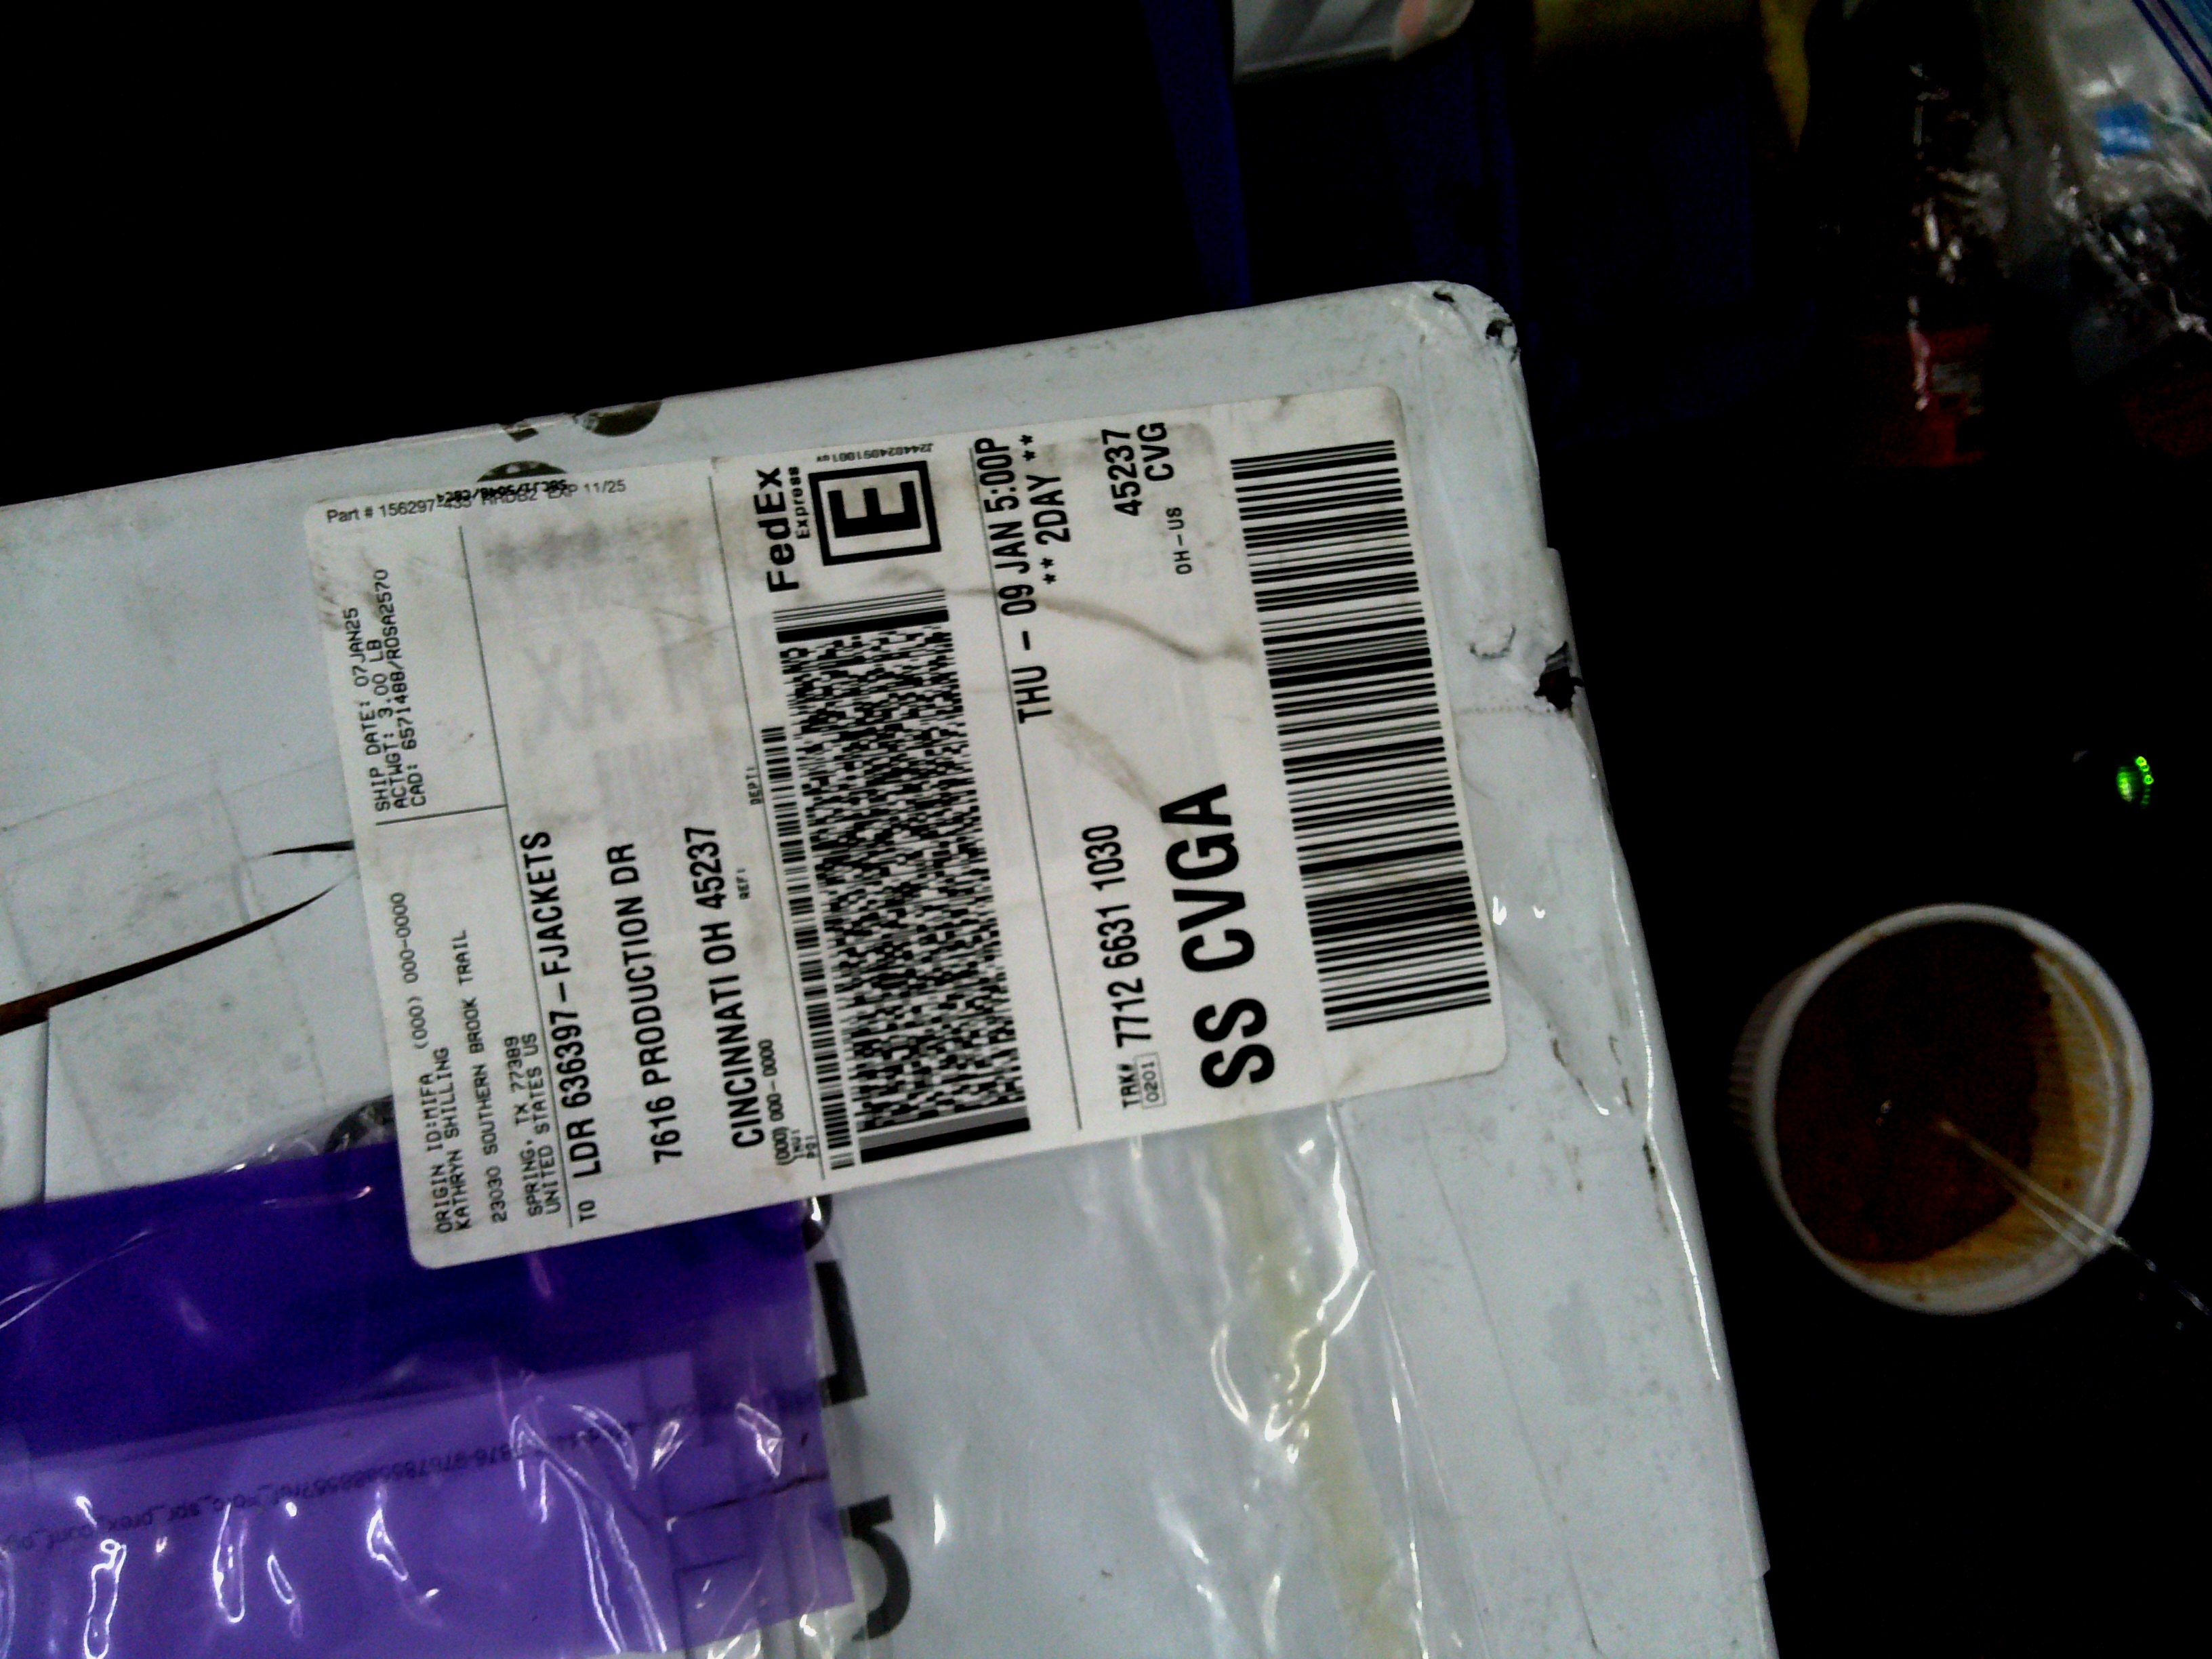 Part # 156297-435 RRDB2 EXP 11/25
ORIGIN ID:MIFA (000) 000-0000
KATHRYN SHILLING
23030 SOUTHERN BROOK TRAIL
SPRING, TX 77389
UNITED STATES US
SHIP DATE: 07JAN25
ACTWGT: 3.00 LB
CAD: 6571488/ROSA2570
TO LDR 636397 - FJACKETS
7616 PRODUCTION DR
CINCINNATI OH 45237
(000) 000-0000
REF:
INV:
PO:
DEPT:
FedEx
Express
E
THU - 09 JAN 5:00P
** 2DAY **
TRK# 7712 6631 1030
0201
45237
SS CVGA
OH-US
CVG